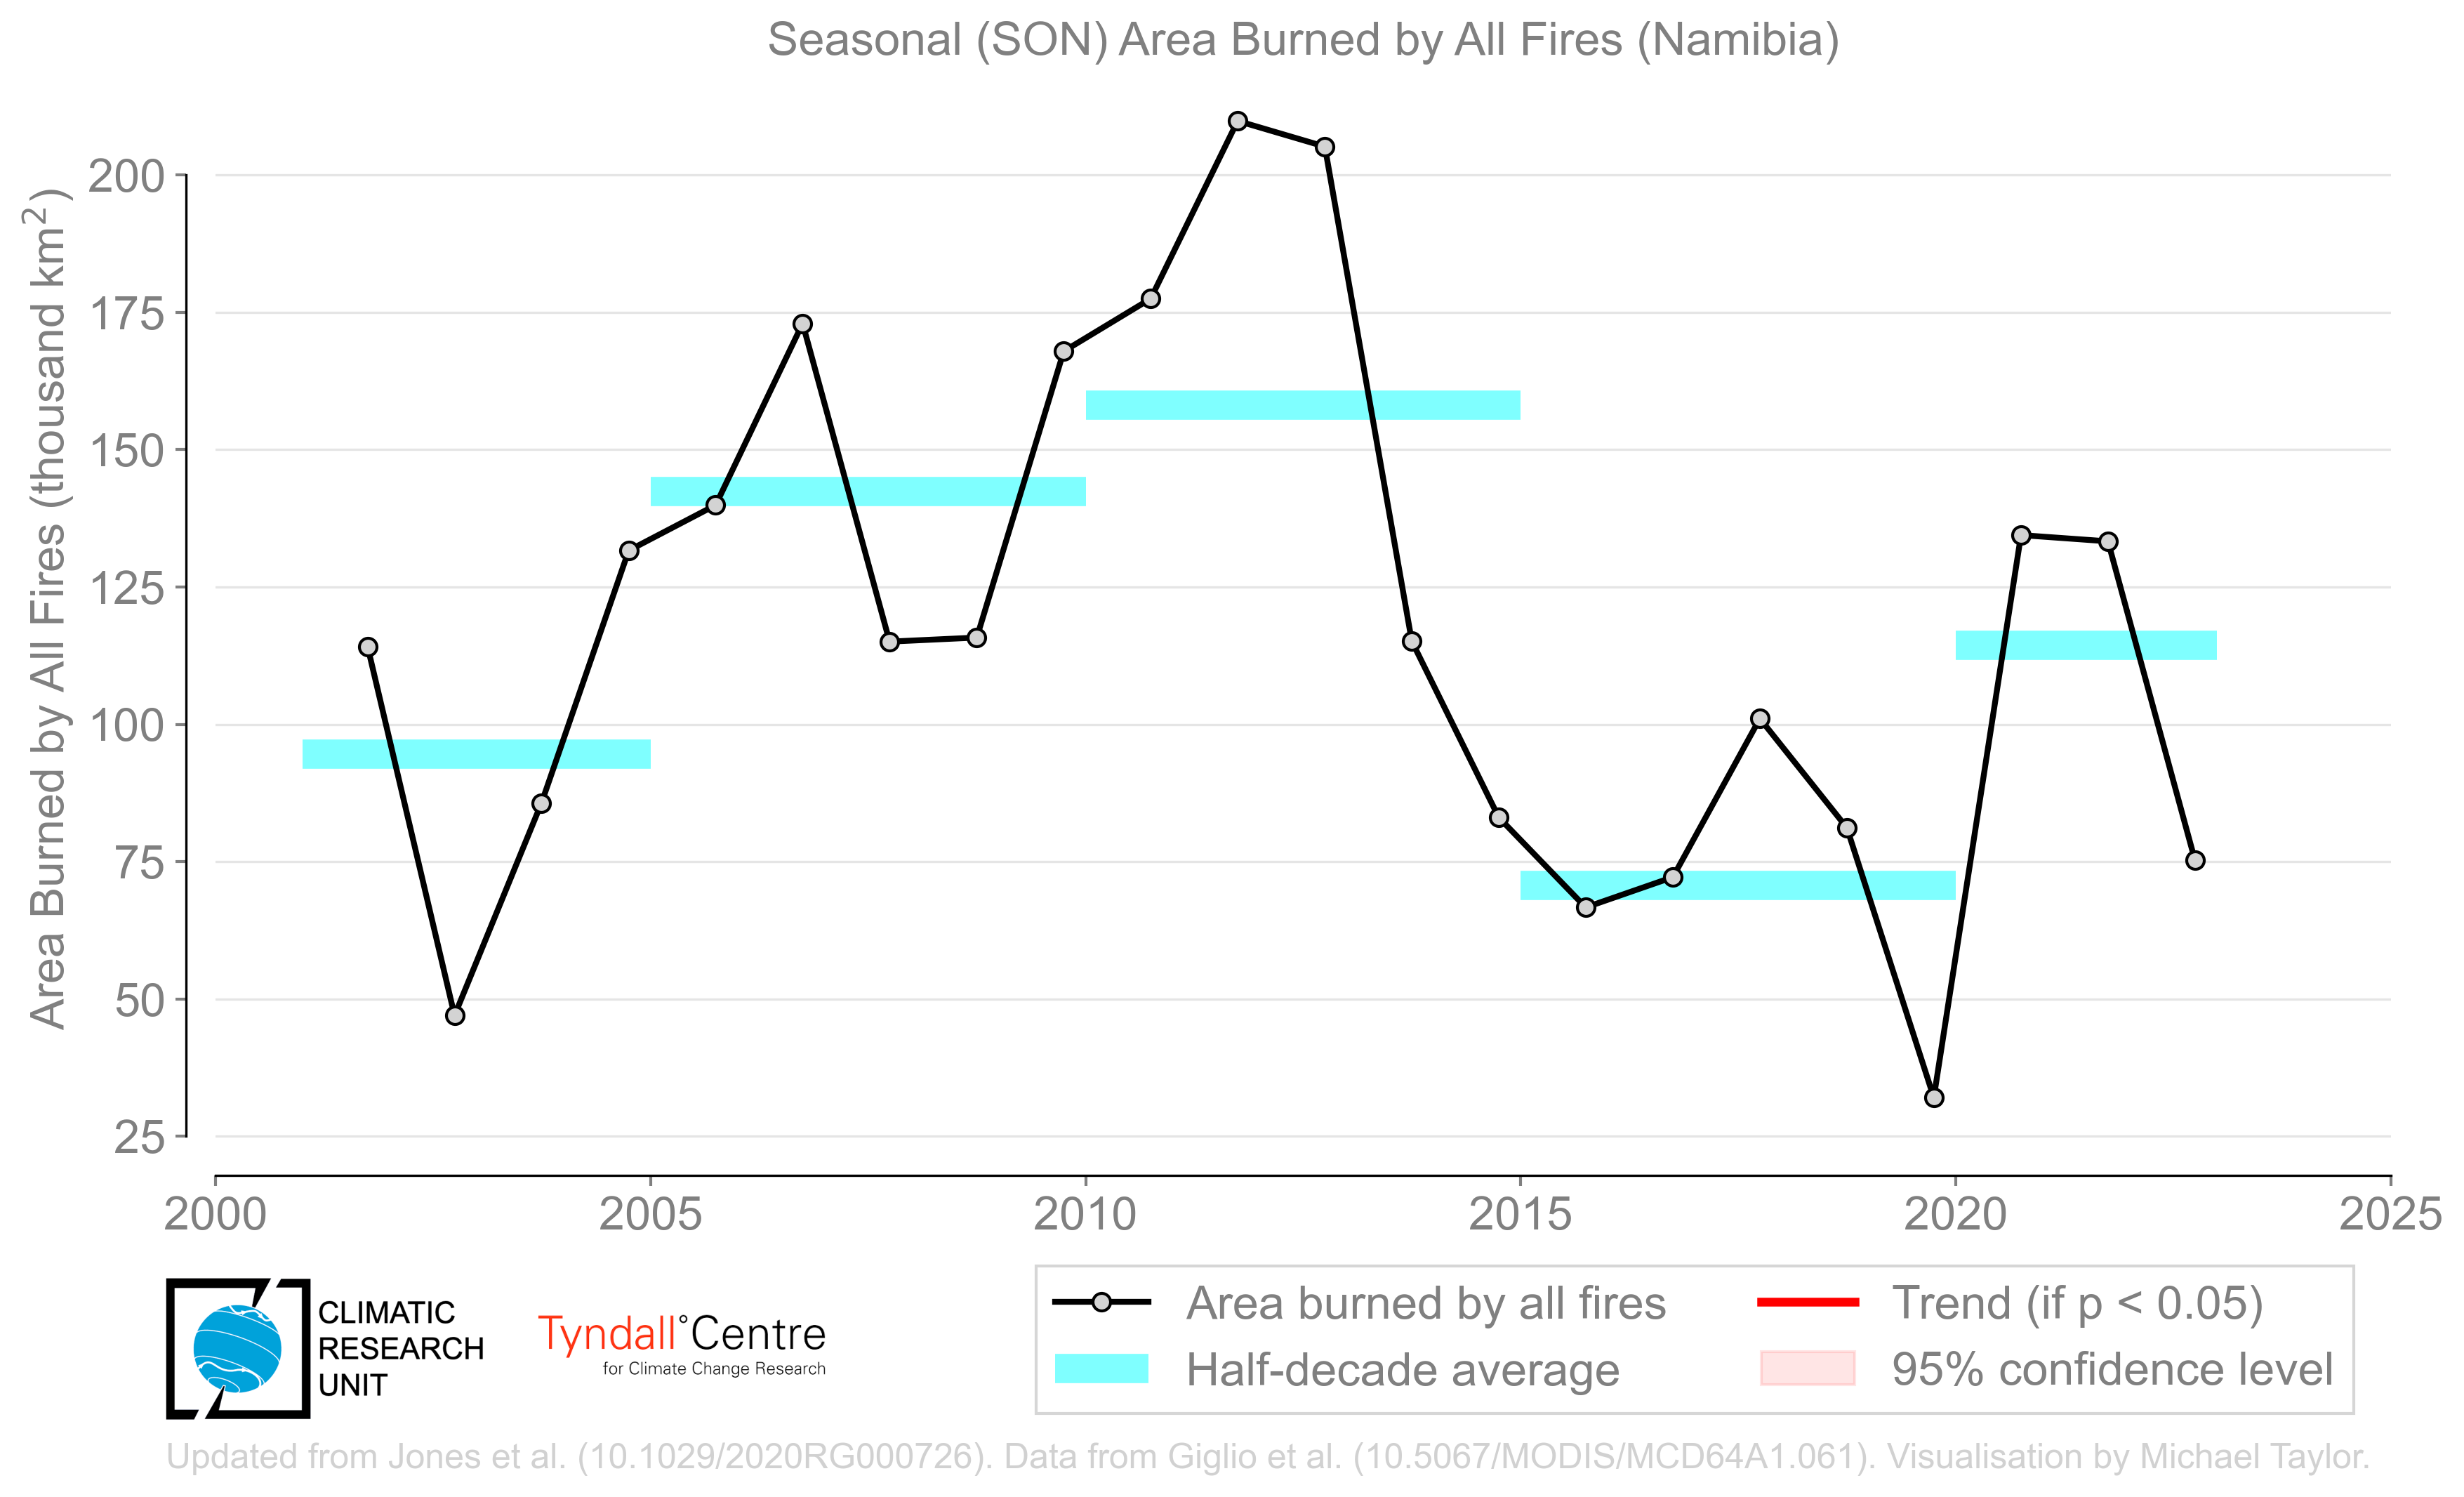 Seasonal (SON) Area Burned by All Fires (Namibia)
Area Burned by All Fires (thousand km²)
200
175
150
125
100
75
50
25
2000 2005 2010 2015 2020 2025
CLIMATIC
RESEARCH
UNIT
Tyndall°Centre
for Climate Change Research
Area burned by all fires
Half-decade average
Trend (if p < 0.05)
95% confidence level
Updated from Jones et al. (10.1029/2020RG000726). Data from Giglio et al. (10.5067/MODIS/MCD64A1.061). Visualisation by Michael Taylor.